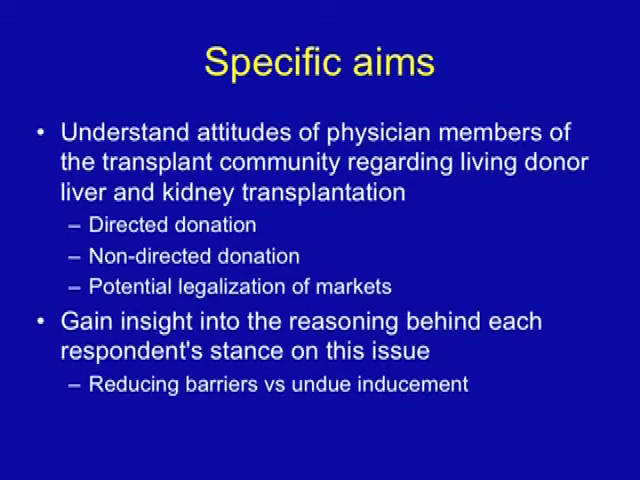 Specific aims
• Understand attitudes of physician members of
the transplant community regarding living donor
liver and kidney transplantation
– Directed donation
– Non-directed donation
– Potential legalization of markets
• Gain insight into the reasoning behind each
respondent's stance on this issue
– Reducing barriers vs undue inducement